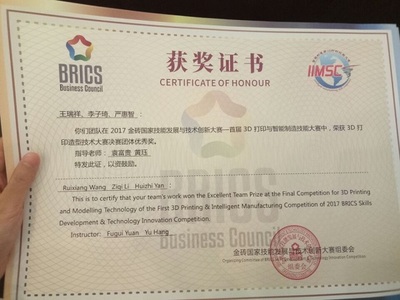 BRICS
Business Council
获奖证书
CERTIFICATE OF HONOUR
IIMSC
王瑞祥、李子琦、严惠智：
你们团队在 2017 金砖国家技能发展与技术创新大赛—首届 3D 打印与智能制造技能大赛中，荣获 3D 打
印造型技术大赛决赛团体优秀奖。
指导老师：袁富贵 黄珏
特发此证，以资鼓励。
Ruixiang Wang Ziqi Li Huizhi Yan :
This is to certify that your team's work won the Excellent Team Prize at the Final Competition for 3D Printing
and Modelling Technology of the First 3D Printing & Intelligent Manufacturing Competition of 2017 BRICS Skills
Development & Technology Innovation Competition.
Instructor: Fugui Yuan Yu Hang
BRICS
Business Council
金砖国家技能发展与技术创新大赛组委会
组委会